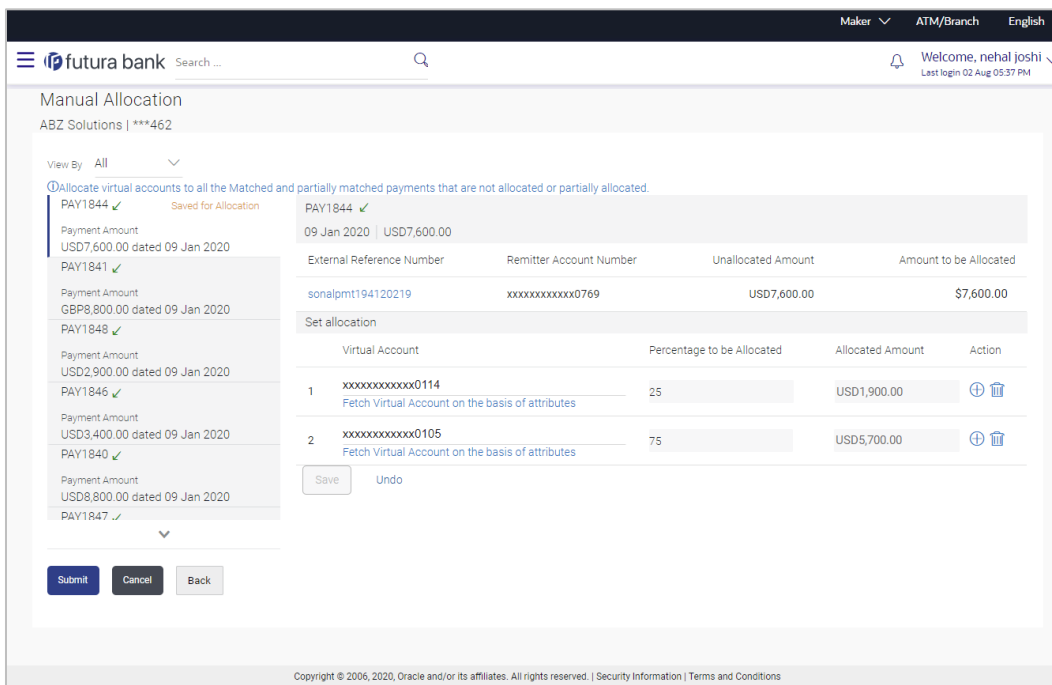 Maker ATM/Branch English
futura bank Search ... Welcome, nehal joshi
Last login 02 Aug 05:37 PM
Manual Allocation
ABZ Solutions | ***462
View By All
Allocate virtual accounts to all the Matched and partially matched payments that are not allocated or partially allocated.
PAY1844 Saved for Allocation
Payment Amount
USD7,600.00 dated 09 Jan 2020
PAY1841
Payment Amount
GBP8,800.00 dated 09 Jan 2020
PAY1848
Payment Amount
USD2,900.00 dated 09 Jan 2020
PAY1846
Payment Amount
USD3,400.00 dated 09 Jan 2020
PAY1840
Payment Amount
USD8,800.00 dated 09 Jan 2020
PAY1847
PAY1844
09 Jan 2020 | USD7,600.00
External Reference Number Remitter Account Number Unallocated Amount Amount to be Allocated
sonalpmt194120219 xxxxxxxxxxxx0769 USD7,600.00 $7,600.00
Set allocation
Virtual Account Percentage to be Allocated Allocated Amount Action
1 xxxxxxxxxxxx0114 25 USD1,900.00
Fetch Virtual Account on the basis of attributes
2 xxxxxxxxxxxx0105 75 USD5,700.00
Fetch Virtual Account on the basis of attributes
Save Undo
Submit Cancel Back
Copyright © 2006, 2020, Oracle and/or its affiliates. All rights reserved. | Security Information | Terms and Conditions